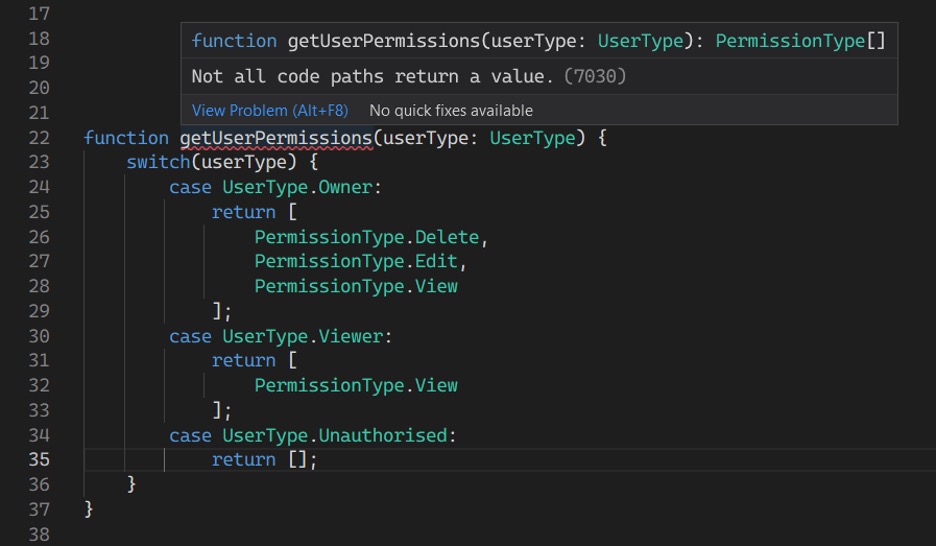 17
18
function getUserPermissions(userType: UserType): PermissionType[]
19
Not all code paths return a value. (7030)
20
21
View Problem (Alt+F8) No quick fixes available
22 function getUserPermissions(userType: UserType) {
23 switch(userType) {
24 case UserType.Owner:
25 return [
26 PermissionType.Delete,
27 PermissionType.Edit,
28 PermissionType.View
29 ];
30 case UserType.Viewer:
31 return [
32 PermissionType.View
33 ];
34 case UserType.Unauthorised:
35 return [];
36 }
37 }
38